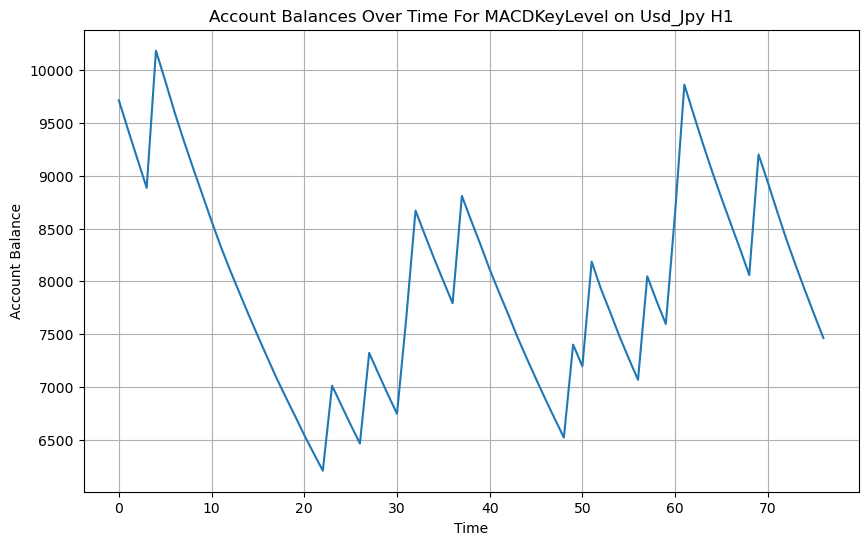 Account Balances Over Time For MACDKeyLevel on Usd_Jpy H1
Account Balance
10000
9500
9000
8500
8000
7500
7000
6500
0 10 20 30 40 50 60 70
Time